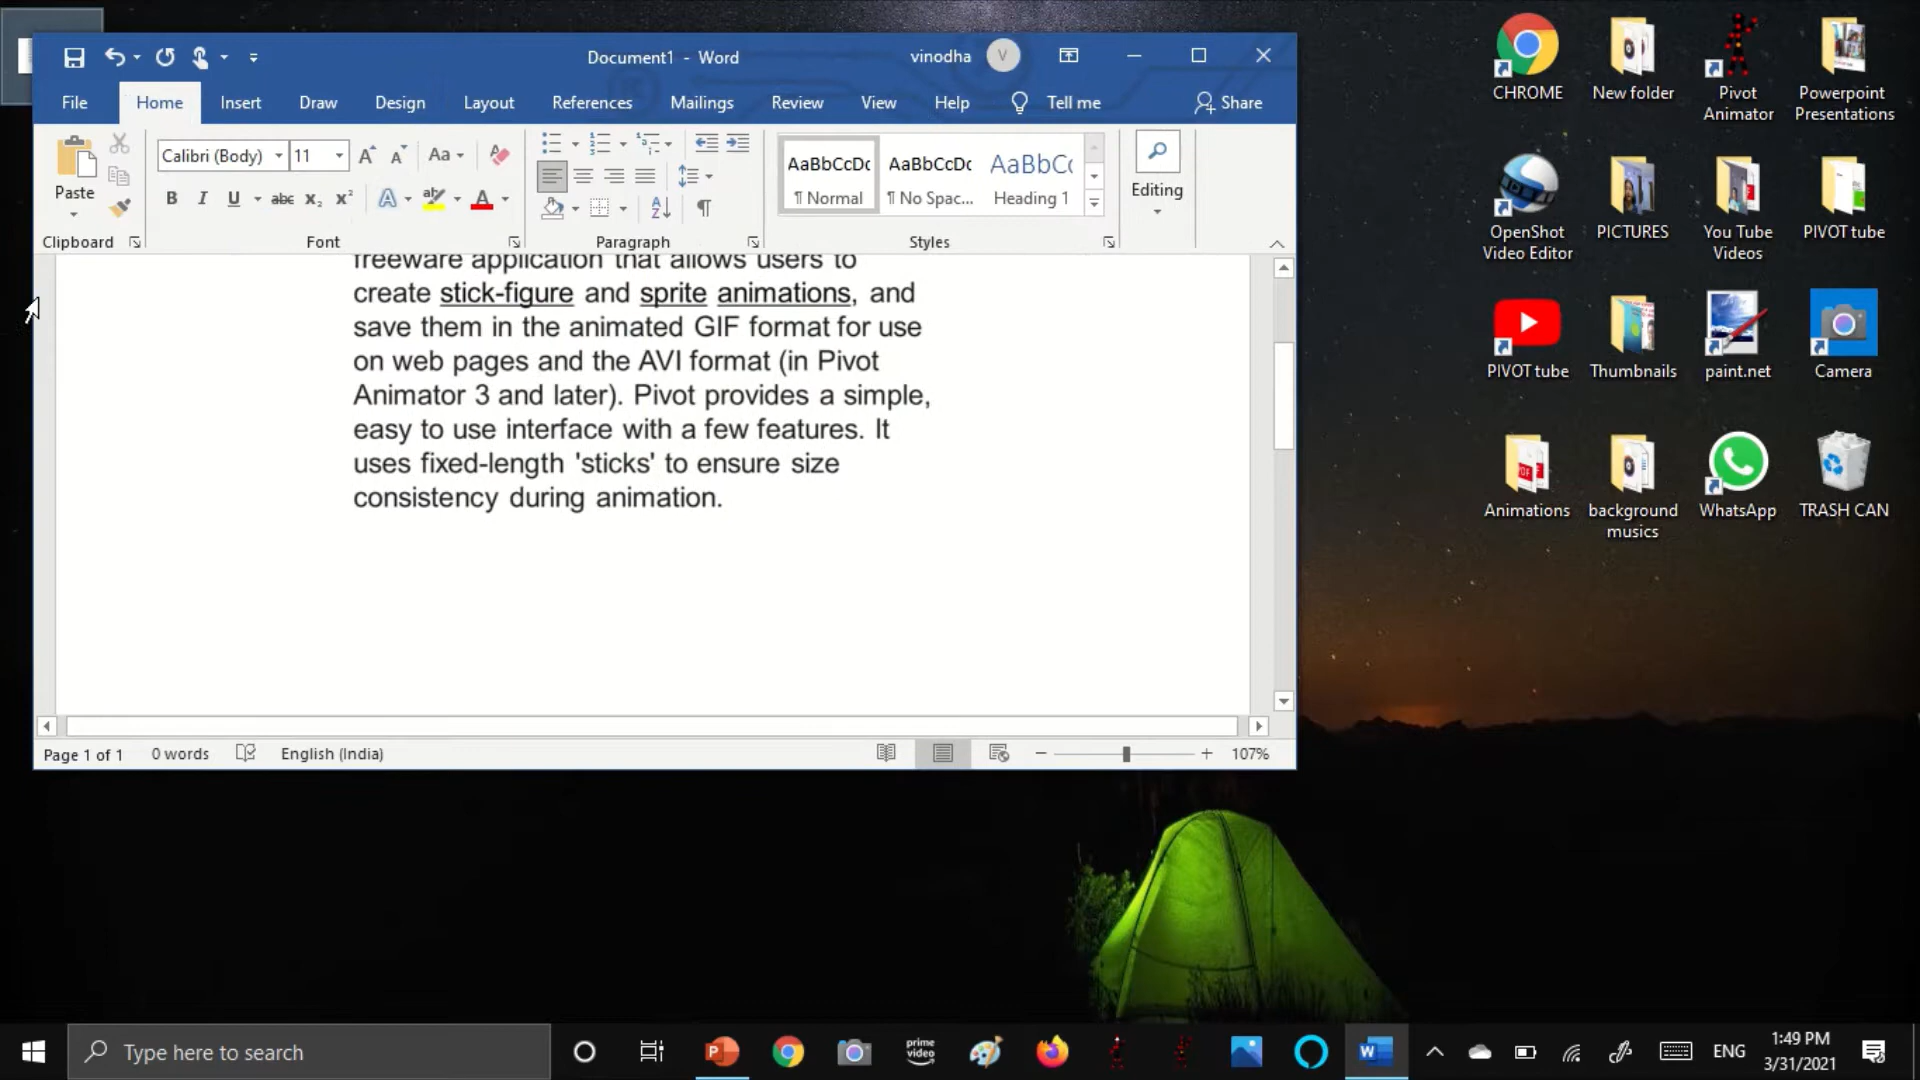 Document1 - Word
vinodha
V
File
Home
Insert
Draw
Design
Layout
References
Mailings
Review
View
Help
Tell me
Share
Paste
Clipboard
Calibri (Body)
11
Aa
B I U abc x₂ x²
A
A
Font
Paragraph
AaBbCcDc
¶ Normal
AaBbCcDc
¶ No Spac...
AaBbC
Heading 1
Styles
Editing
freeware application that allows users to
create stick-figure and sprite animations, and
save them in the animated GIF format for use
on web pages and the AVI format (in Pivot
Animator 3 and later). Pivot provides a simple,
easy to use interface with a few features. It
uses fixed-length 'sticks' to ensure size
consistency during animation.
Page 1 of 1
0 words
English (India)
107%
CHROME
New folder
Pivot
Animator
Powerpoint
Presentations
OpenShot
Video Editor
PICTURES
You Tube
Videos
PIVOT tube
PIVOT tube
Thumbnails
paint.net
Camera
Animations
background
musics
WhatsApp
TRASH CAN
Type here to search
prime
video
ENG
1:49 PM
3/31/2021